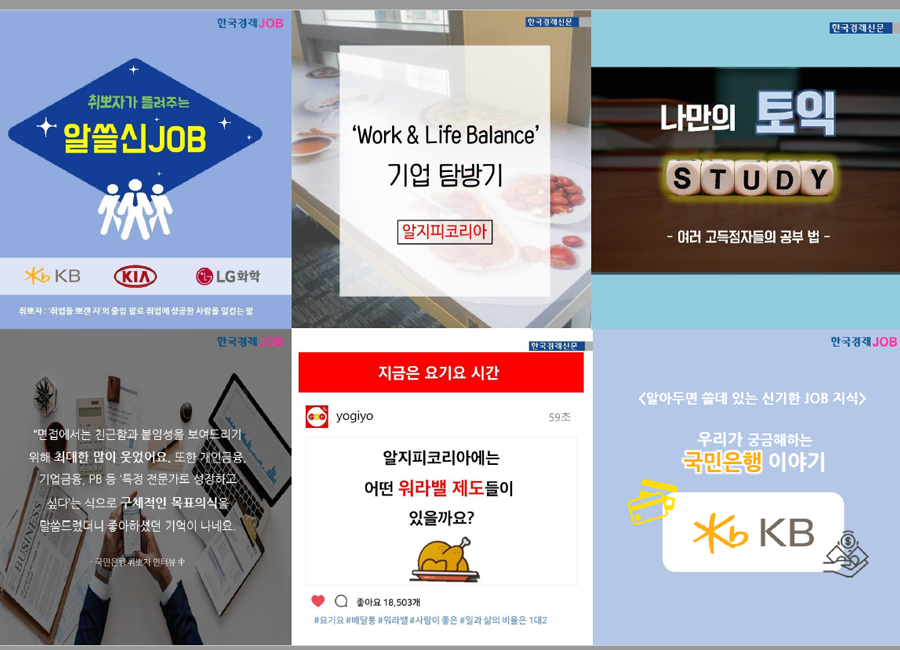 한국경제JOB
취뽀자가 들려주는
알쓸신JOB
KB
KIA
LG화학
취뽀자 : '취업을 뽀갠 자'의 줄임 말로 취업에 성공한 사람을 일컫는 말
한국경제신문
‘Work & Life Balance’
기업 탐방기
알지피코리아
한국경제신문
나만의 토익
STUDY
- 여러 고득점자들의 공부 법 -
한국경제JOB
“면접에서는 친근함과 붙임성을 보여드리기
위해 최대한 많이 웃었어요. 또한 개인금융,
기업금융, PB 등 '특정 전문가로 성장하고
싶다'는 식으로 구체적인 목표의식을
말씀드렸더니 좋아하셨던 기억이 나네요.
- 국민은행 취뽀자 인터뷰 中
한국경제신문
지금은 요기요 시간
yogiyo
59초
알지피코리아에는
어떤 워라밸 제도들이
있을까요?
좋아요 18,503개
#요기요 #배달통 #워라밸 #사람이 좋은 #일과 삶의 비율은 1대2
한국경제JOB
<알아두면 쓸데 있는 신기한 JOB 지식>
우리가 궁금해하는
국민은행 이야기
KB